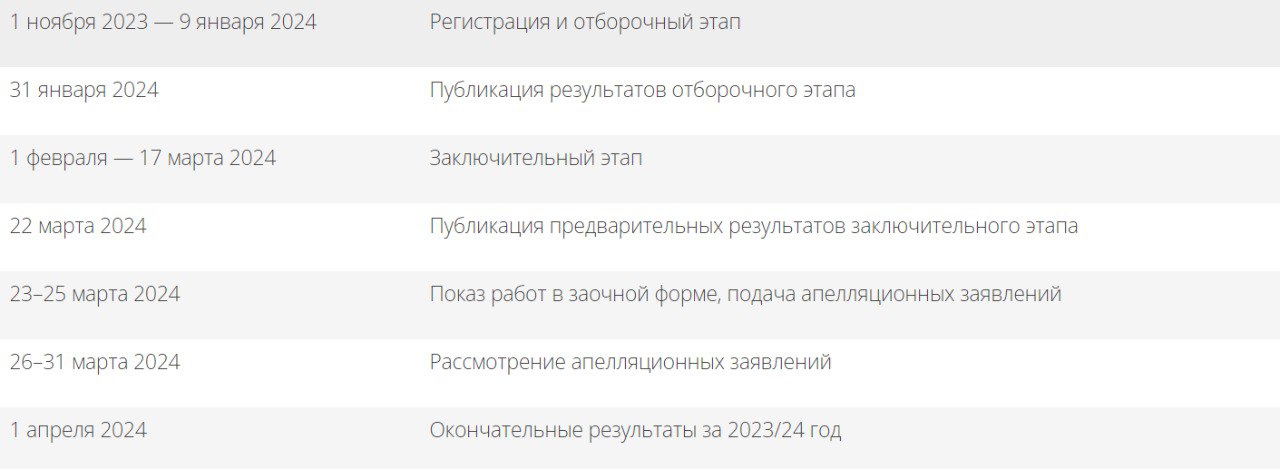 1 ноября 2023 — 9 января 2024 Регистрация и отборочный этап
31 января 2024 Публикация результатов отборочного этапа
1 февраля — 17 марта 2024 Заключительный этап
22 марта 2024 Публикация предварительных результатов заключительного этапа
23–25 марта 2024 Показ работ в заочной форме, подача апелляционных заявлений
26–31 марта 2024 Рассмотрение апелляционных заявлений
1 апреля 2024 Окончательные результаты за 2023/24 год